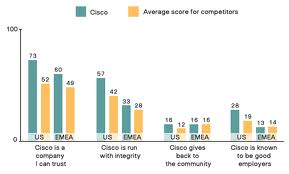 Cisco Average score for competitors
100
73 52 60 49 57 42 33 28 16 12 16 16 28 19 13 14
0
US EMEA US EMEA US EMEA US EMEA
Cisco is a Cisco is run Cisco gives Cisco is known
company with integrity back to to be good
I can trust the community employers